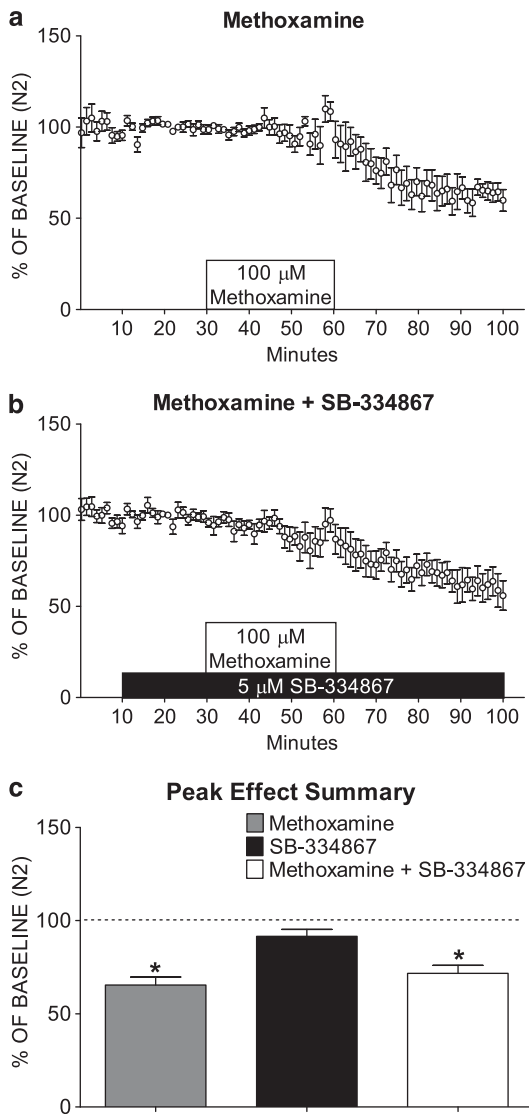 a
Methoxamine
% OF BASELINE (N2)
150
100
50
0
100 μM
Methoxamine
10 20 30 40 50 60 70 80 90 100
Minutes
b
Methoxamine + SB-334867
% OF BASELINE (N2)
150
100
50
0
100 μM
Methoxamine
5 μM SB-334867
10 20 30 40 50 60 70 80 90 100
Minutes
c
Peak Effect Summary
% OF BASELINE (N2)
150
100
50
0
Methoxamine
SB-334867
Methoxamine + SB-334867
* *